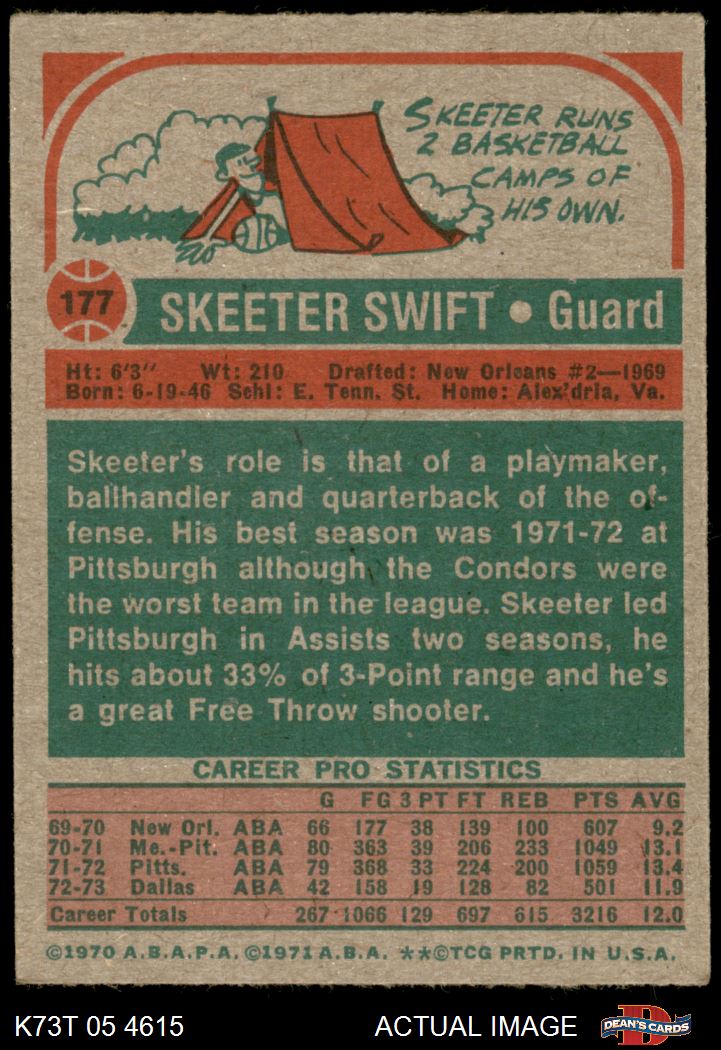 SKEETER RUNS
2 BASKETBALL
CAMPS OF
HIS OWN.
177
SKEETER SWIFT • Guard
Ht: 6'3" Wt: 210 Drafted: New Orleans #2—1969
Born: 6-19-46 Schl: E. Tenn. St. Home: Alex'dria, Va.
Skeeter's role is that of a playmaker,
ballhandler and quarterback of the of-
fense. His best season was 1971-72 at
Pittsburgh although the Condors were
the worst team in the league. Skeeter led
Pittsburgh in Assists two seasons, he
hits about 33% of 3-Point range and he's
a great Free Throw shooter.
CAREER PRO STATISTICS
G FG 3 PT FT REB PTS AVG
69-70 New Orl. ABA 66 177 38 139 100 607 9.2
70-71 Me.-Pit. ABA 80 363 39 206 233 1049 13.1
71-72 Pitts. ABA 79 368 33 224 200 1059 13.4
72-73 Dallas ABA 42 158 19 128 82 501 11.9
Career Totals 267 1066 129 697 615 3216 12.0
©1970 A.B.A.P.A. ©1971 A.B.A. **©TCG PRTD. IN U.S.A.
K73T 05 4615 ACTUAL IMAGE DEAN'S CARDS